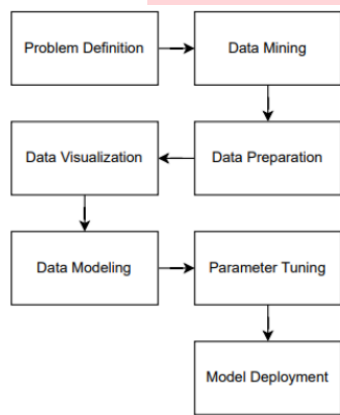 Problem Definition
Data Mining
Data Preparation
Data Visualization
Data Modeling
Parameter Tuning
Model Deployment